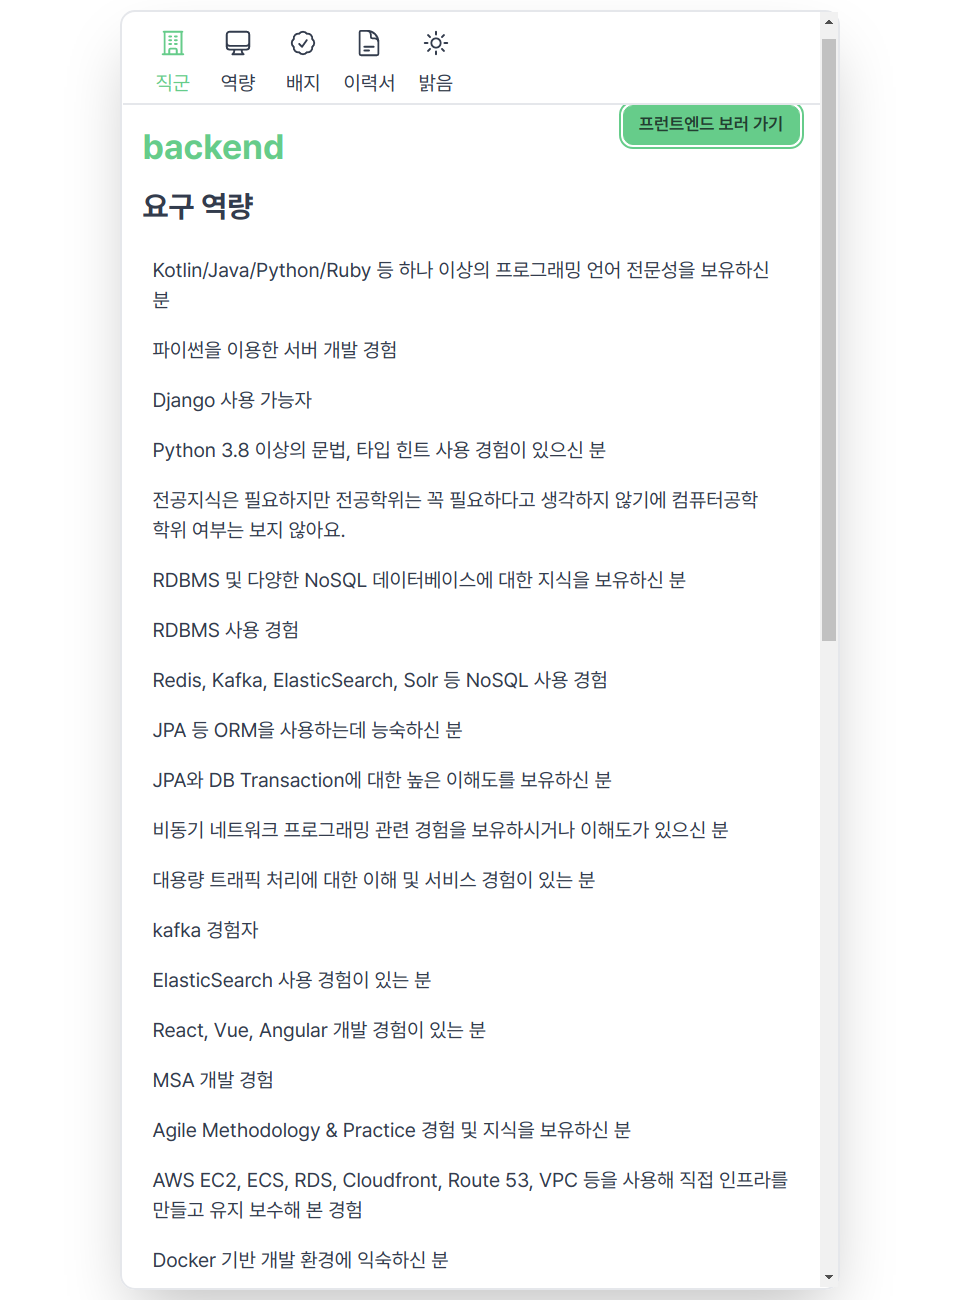 직군 역량 배지 이력서 밝음
프런트엔드 보러 가기
backend
요구 역량
Kotlin/Java/Python/Ruby 등 하나 이상의 프로그래밍 언어 전문성을 보유하신
분
파이썬을 이용한 서버 개발 경험
Django 사용 가능자
Python 3.8 이상의 문법, 타입 힌트 사용 경험이 있으신 분
전공지식은 필요하지만 전공학위는 꼭 필요하다고 생각하지 않기에 컴퓨터공학
학위 여부는 보지 않아요.
RDBMS 및 다양한 NoSQL 데이터베이스에 대한 지식을 보유하신 분
RDBMS 사용 경험
Redis, Kafka, ElasticSearch, Solr 등 NoSQL 사용 경험
JPA 등 ORM을 사용하는데 능숙하신 분
JPA와 DB Transaction에 대한 높은 이해도를 보유하신 분
비동기 네트워크 프로그래밍 관련 경험을 보유하시거나 이해도가 있으신 분
대용량 트래픽 처리에 대한 이해 및 서비스 경험이 있는 분
kafka 경험자
ElasticSearch 사용 경험이 있는 분
React, Vue, Angular 개발 경험이 있는 분
MSA 개발 경험
Agile Methodology & Practice 경험 및 지식을 보유하신 분
AWS EC2, ECS, RDS, Cloudfront, Route 53, VPC 등을 사용해 직접 인프라를
만들고 유지 보수해 본 경험
Docker 기반 개발 환경에 익숙하신 분